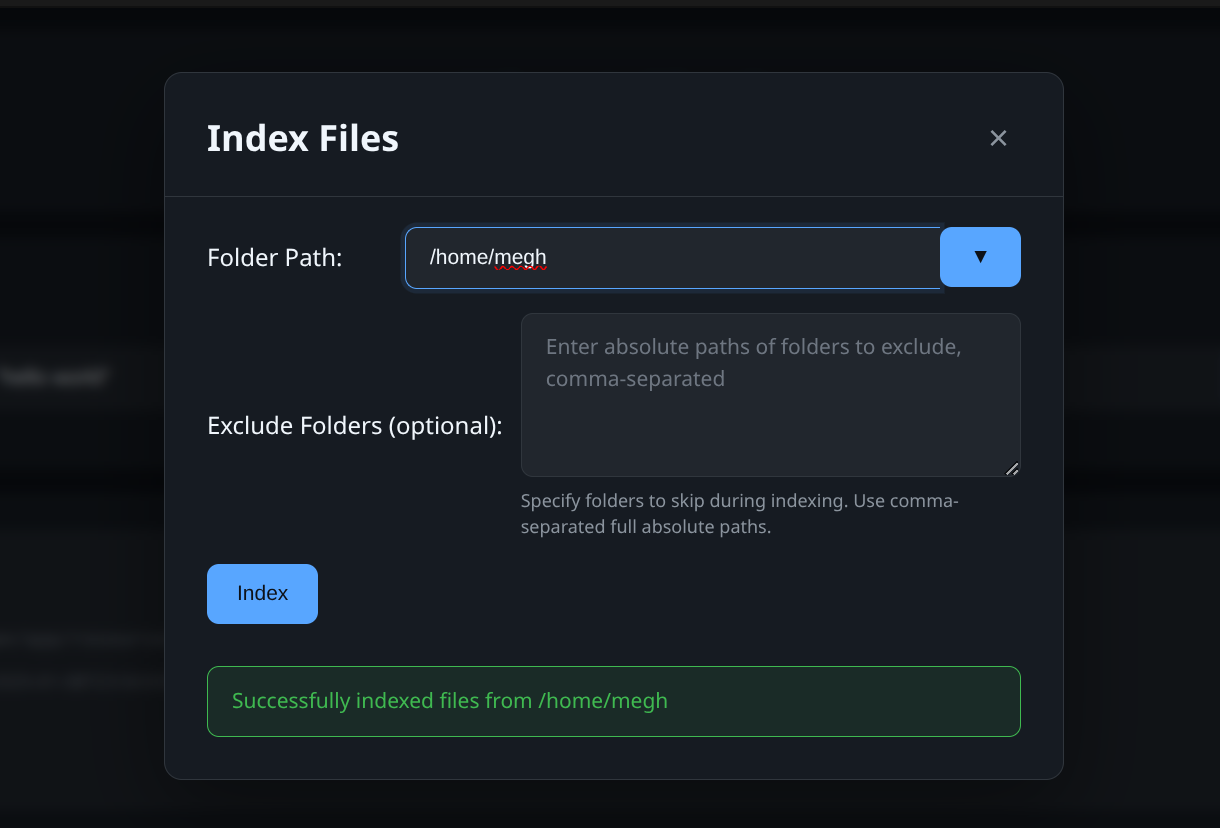 Index Files
✕
Folder Path:
/home/megh
▼
Exclude Folders (optional):
Enter absolute paths of folders to exclude,
comma-separated
Specify folders to skip during indexing. Use comma-
separated full absolute paths.
Index
Successfully indexed files from /home/megh